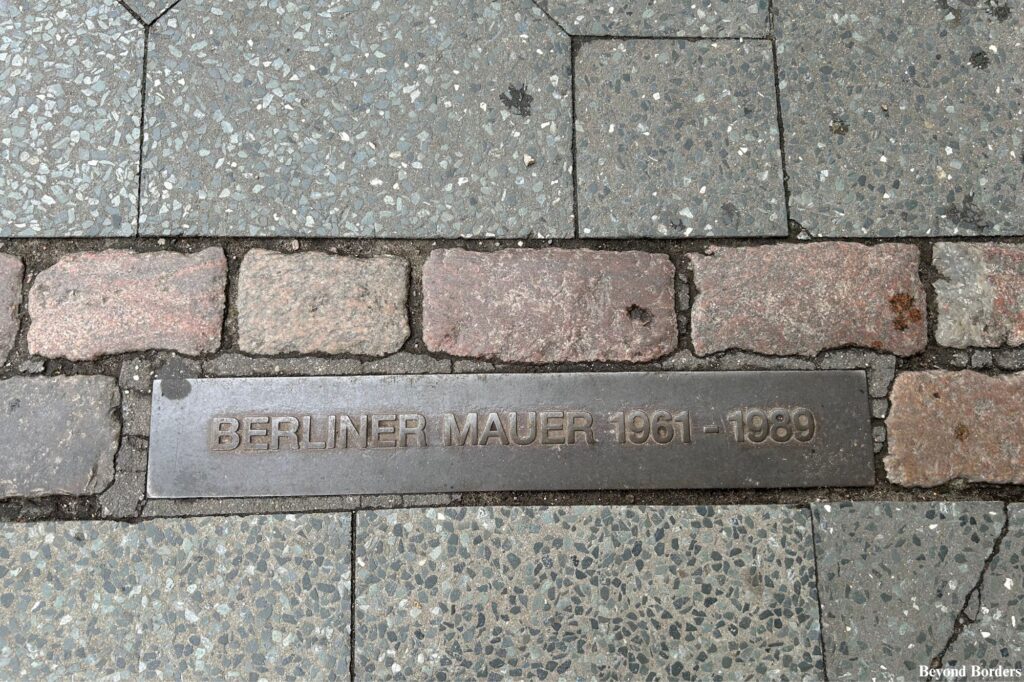 BERLINER MAUER 1961 - 1989
Beyond Borders